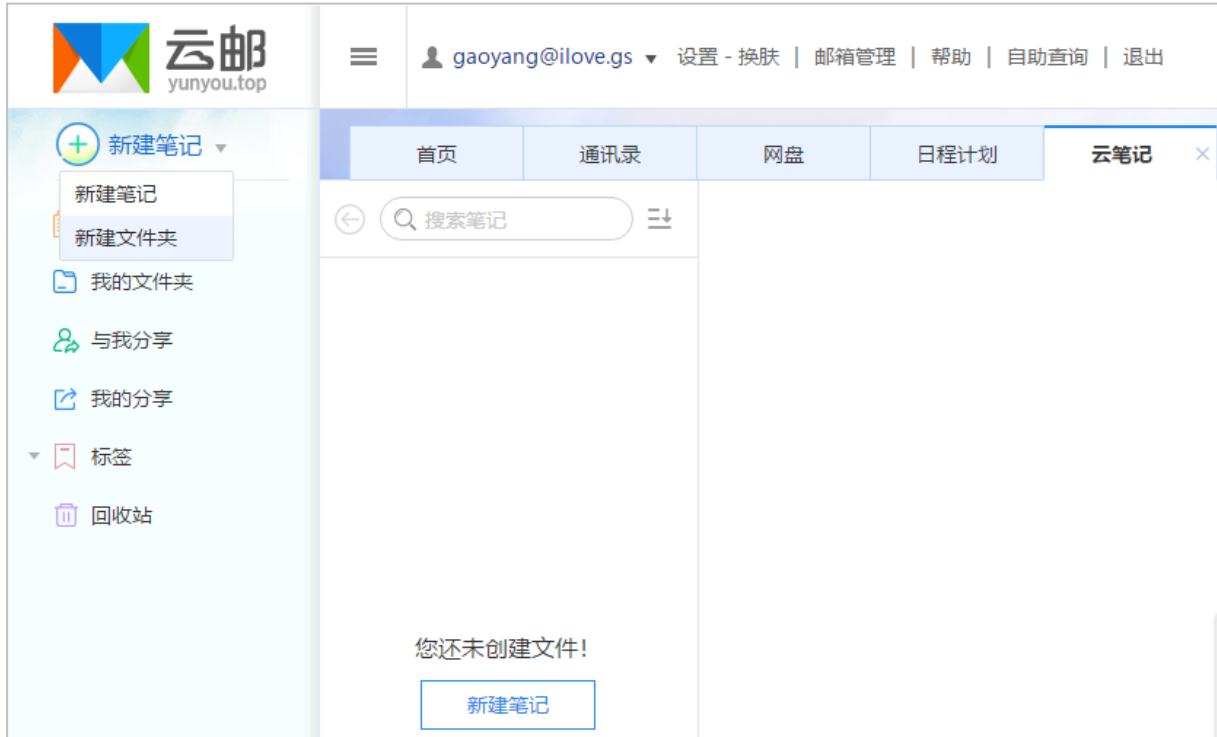 云邮
yunyou.top
gaoyang@ilove.gs 设置 - 换肤 | 邮箱管理 | 帮助 | 自助查询 | 退出
新建笔记
新建笔记
新建文件夹
我的文件夹
与我分享
我的分享
标签
回收站
首页 通讯录 网盘 日程计划 云笔记
搜索笔记
您还未创建文件!
新建笔记